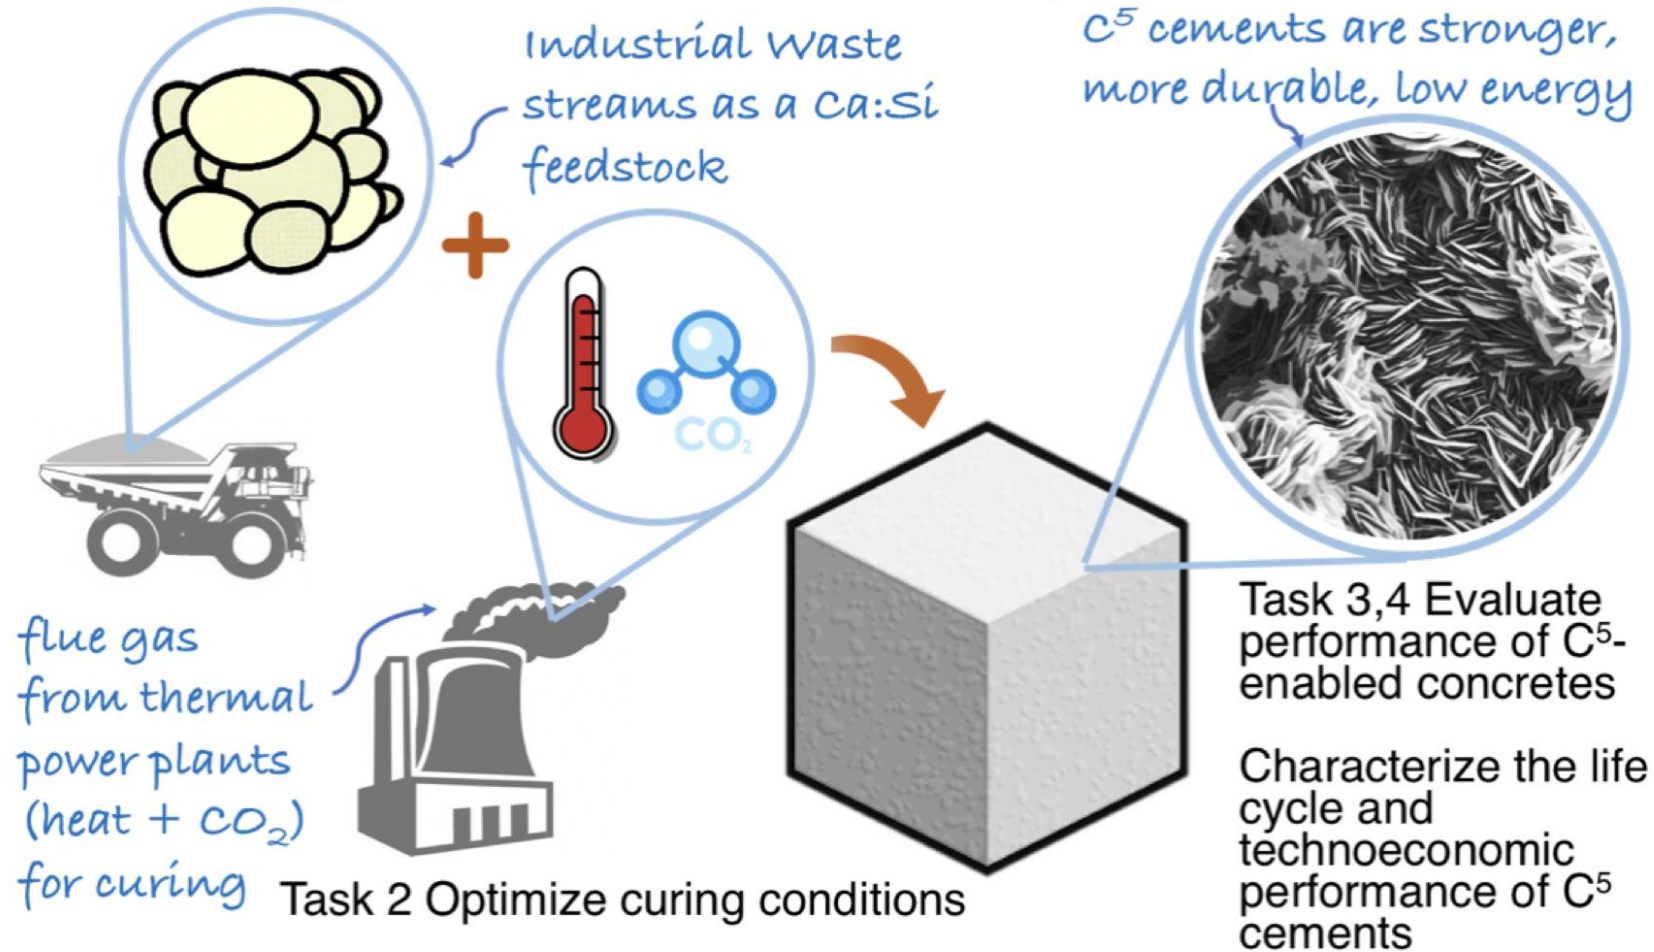 Industrial Waste
streams as a Ca:Si
feedstock
C⁵ cements are stronger,
more durable, low energy
CO₂
flue gas
from thermal
power plants
(heat + CO₂)
for curing
Task 2 Optimize curing conditions
Task 3,4 Evaluate
performance of C⁵-
enabled concretes
Characterize the life
cycle and
technoeconomic
performance of C⁵
cements